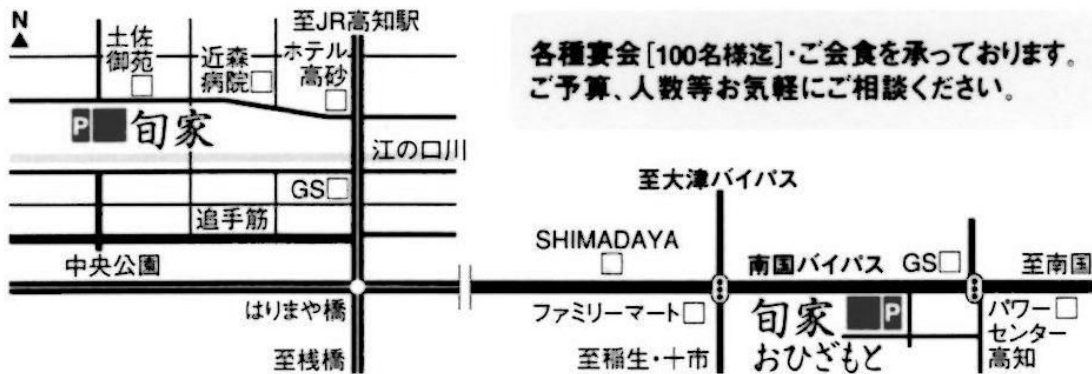 N
至JR高知駅
土佐
御苑
近森
病院
ホテル
高砂
P
旬家
江の口川
GS
追手筋
中央公園
はりまや橋
至桟橋
各種宴会[100名様迄]・ご会食を承っております。
ご予算、人数等お気軽にご相談ください。
至大津バイパス
SHIMADAYA
南国バイパス
GS
至南国
ファミリーマート
旬家
P
おひざもと
パワー
センター
高知
至稲生・十市